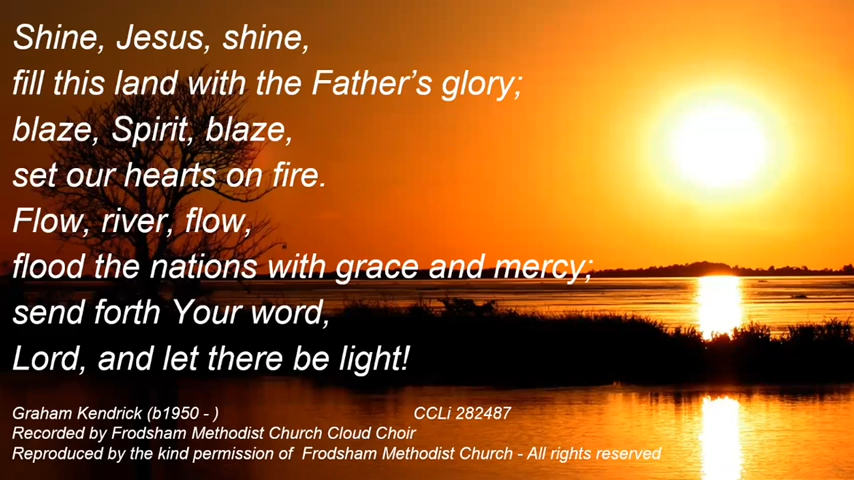 Shine, Jesus, shine,
fill this land with the Father’s glory;
blaze, Spirit, blaze,
set our hearts on fire.
Flow, river, flow,
flood the nations with grace and mercy;
send forth Your word,
Lord, and let there be light!
Graham Kendrick (b1950 - ) CCLi 282487
Recorded by Frodsham Methodist Church Cloud Choir
Reproduced by the kind permission of Frodsham Methodist Church - All rights reserved